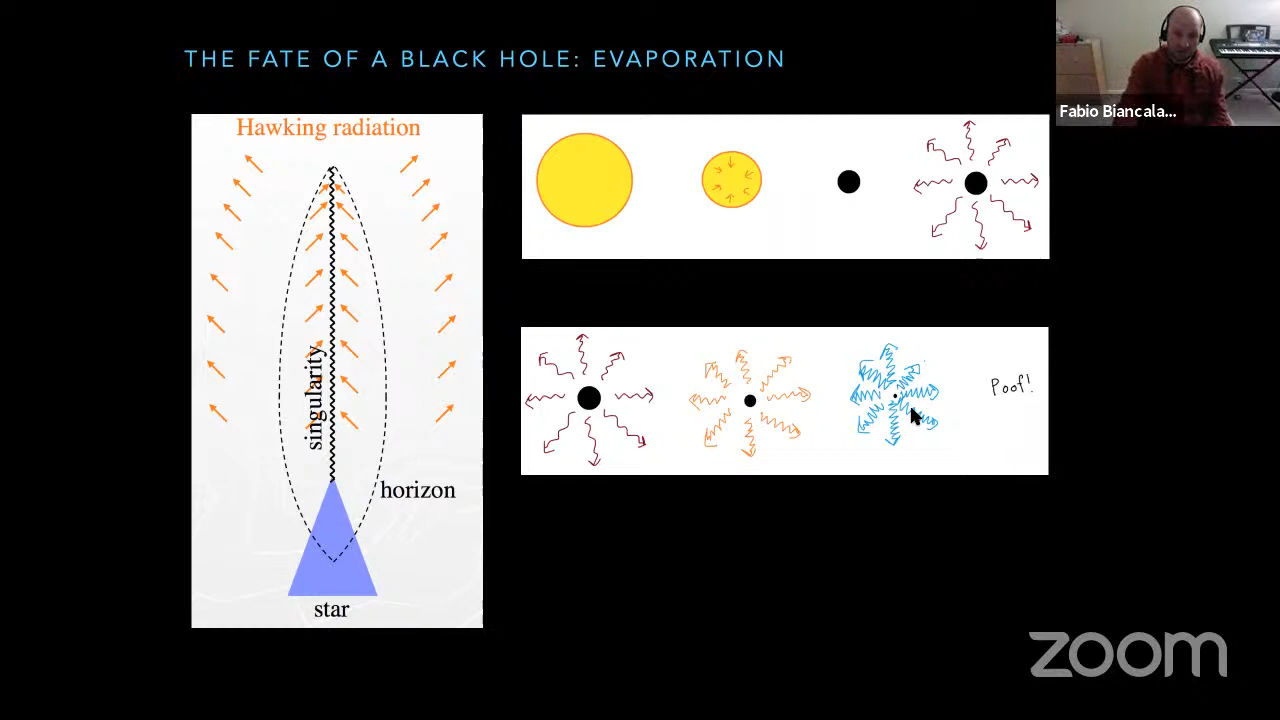 THE FATE OF A BLACK HOLE: EVAPORATION
Fabio Biancala...
Hawking radiation
singularity
horizon
star
Poof!
zoom